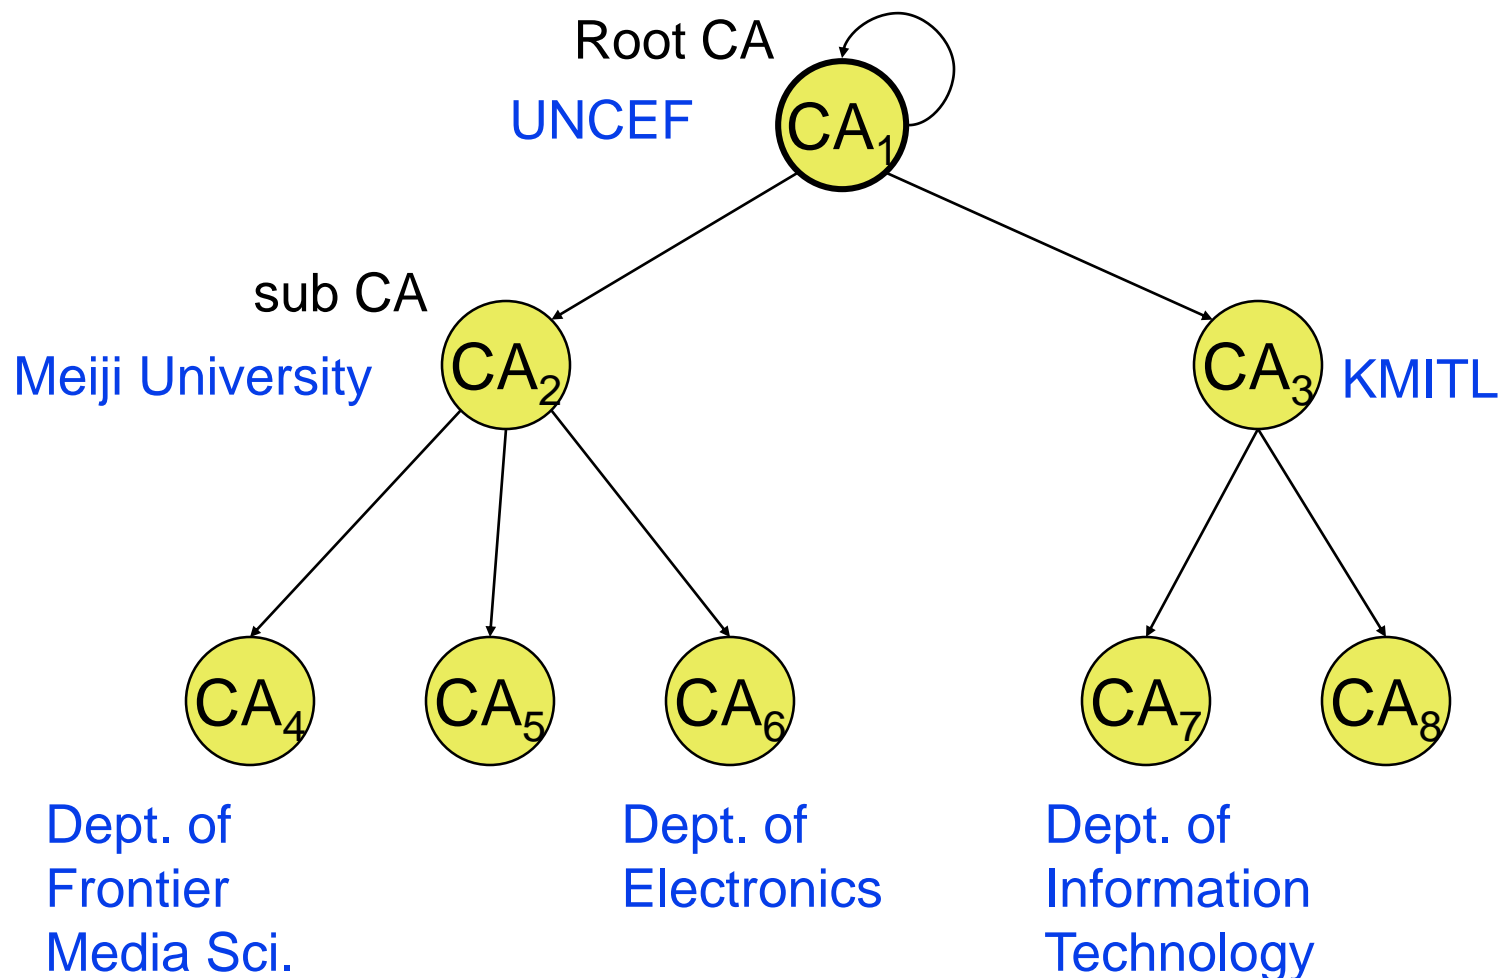 Root CA
UNCEF
CA1
sub CA
Meiji University
CA2
CA3
KMITL
CA4
CA5
CA6
CA7
CA8
Dept. of
Frontier
Media Sci.
Dept. of
Electronics
Dept. of
Information
Technology